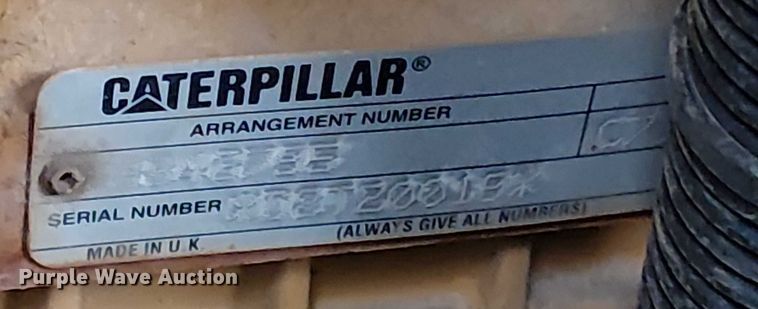 CATERPILLAR®
ARRANGEMENT NUMBER
SERIAL NUMBER
MADE IN U.K.
(ALWAYS GIVE ALL NUMBERS)
Purple Wave Auction